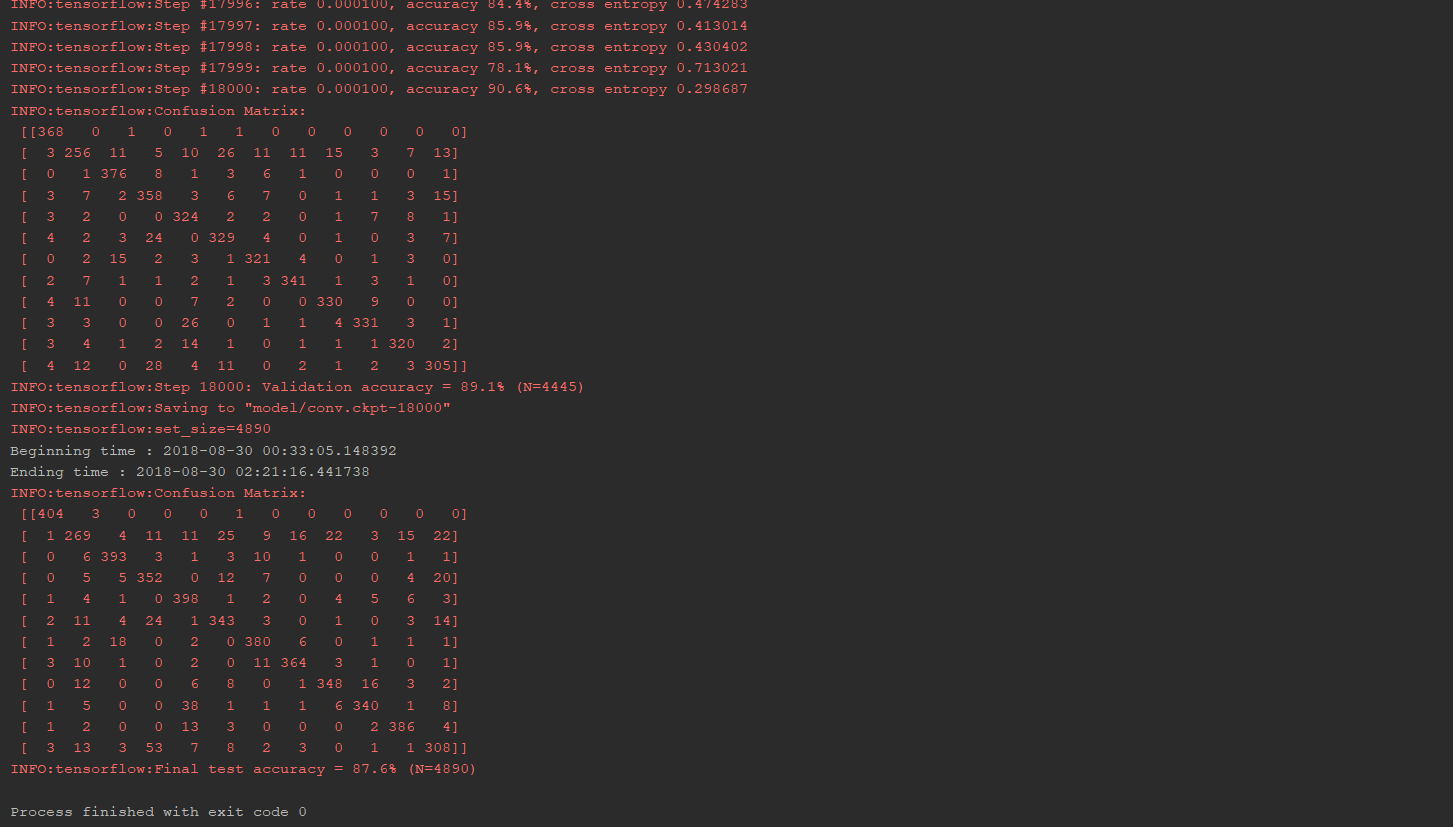 INFO:tensorflow:Step #17996: rate 0.000100, accuracy 84.4%, cross entropy 0.474283
INFO:tensorflow:Step #17997: rate 0.000100, accuracy 85.9%, cross entropy 0.413014
INFO:tensorflow:Step #17998: rate 0.000100, accuracy 85.9%, cross entropy 0.430402
INFO:tensorflow:Step #17999: rate 0.000100, accuracy 78.1%, cross entropy 0.713021
INFO:tensorflow:Step #18000: rate 0.000100, accuracy 90.6%, cross entropy 0.298687
INFO:tensorflow:Confusion Matrix:
[[368   0   1   0   1   1   0   0   0   0   0   0]
[  3 256  11   5  10  26  11  11  15   3   7  13]
[  0   1 376   8   1   3   6   1   0   0   0   1]
[  3   7   2 358   3   6   7   0   1   1   3  15]
[  3   2   0   0 324   2   2   0   1   7   8   1]
[  4   2   3  24   0 329   4   0   1   0   3   7]
[  0   2  15   2   3   1 321   4   0   1   3   0]
[  2   7   1   1   2   1   3 341   1   3   1   0]
[  4  11   0   0   7   2   0   0 330   9   0   0]
[  3   3   0   0  26   0   1   1   4 331   3   1]
[  3   4   1   2  14   1   0   1   1   1 320   2]
[  4  12   0  28   4  11   0   2   1   2   3 305]]
INFO:tensorflow:Step 18000: Validation accuracy = 89.1% (N=4445)
INFO:tensorflow:Saving to "model/conv.ckpt-18000"
INFO:tensorflow:set_size=4890
Beginning time : 2018-08-30 00:33:05.148392
Ending time : 2018-08-30 02:21:16.441738
INFO:tensorflow:Confusion Matrix:
[[404   3   0   0   0   1   0   0   0   0   0   0]
[  1 269   4  11  11  25   9  16  22   3  15  22]
[  0   6 393   3   1   3  10   1   0   0   1   1]
[  0   5   5 352   0  12   7   0   0   0   4  20]
[  1   4   1   0 398   1   2   0   4   5   6   3]
[  2  11   4  24   1 343   3   0   1   0   3  14]
[  1   2  18   0   2   0 380   6   0   1   1   1]
[  3  10   1   0   2   0  11 364   3   1   0   1]
[  0  12   0   0   6   8   0   1 348  16   3   2]
[  1   5   0   0  38   1   1   1   6 340   1   8]
[  1   2   0   0  13   3   0   0   0   2 386   4]
[  3  13   3  53   7   8   2   3   0   1   1 308]]
INFO:tensorflow:Final test accuracy = 87.6% (N=4890)
Process finished with exit code 0